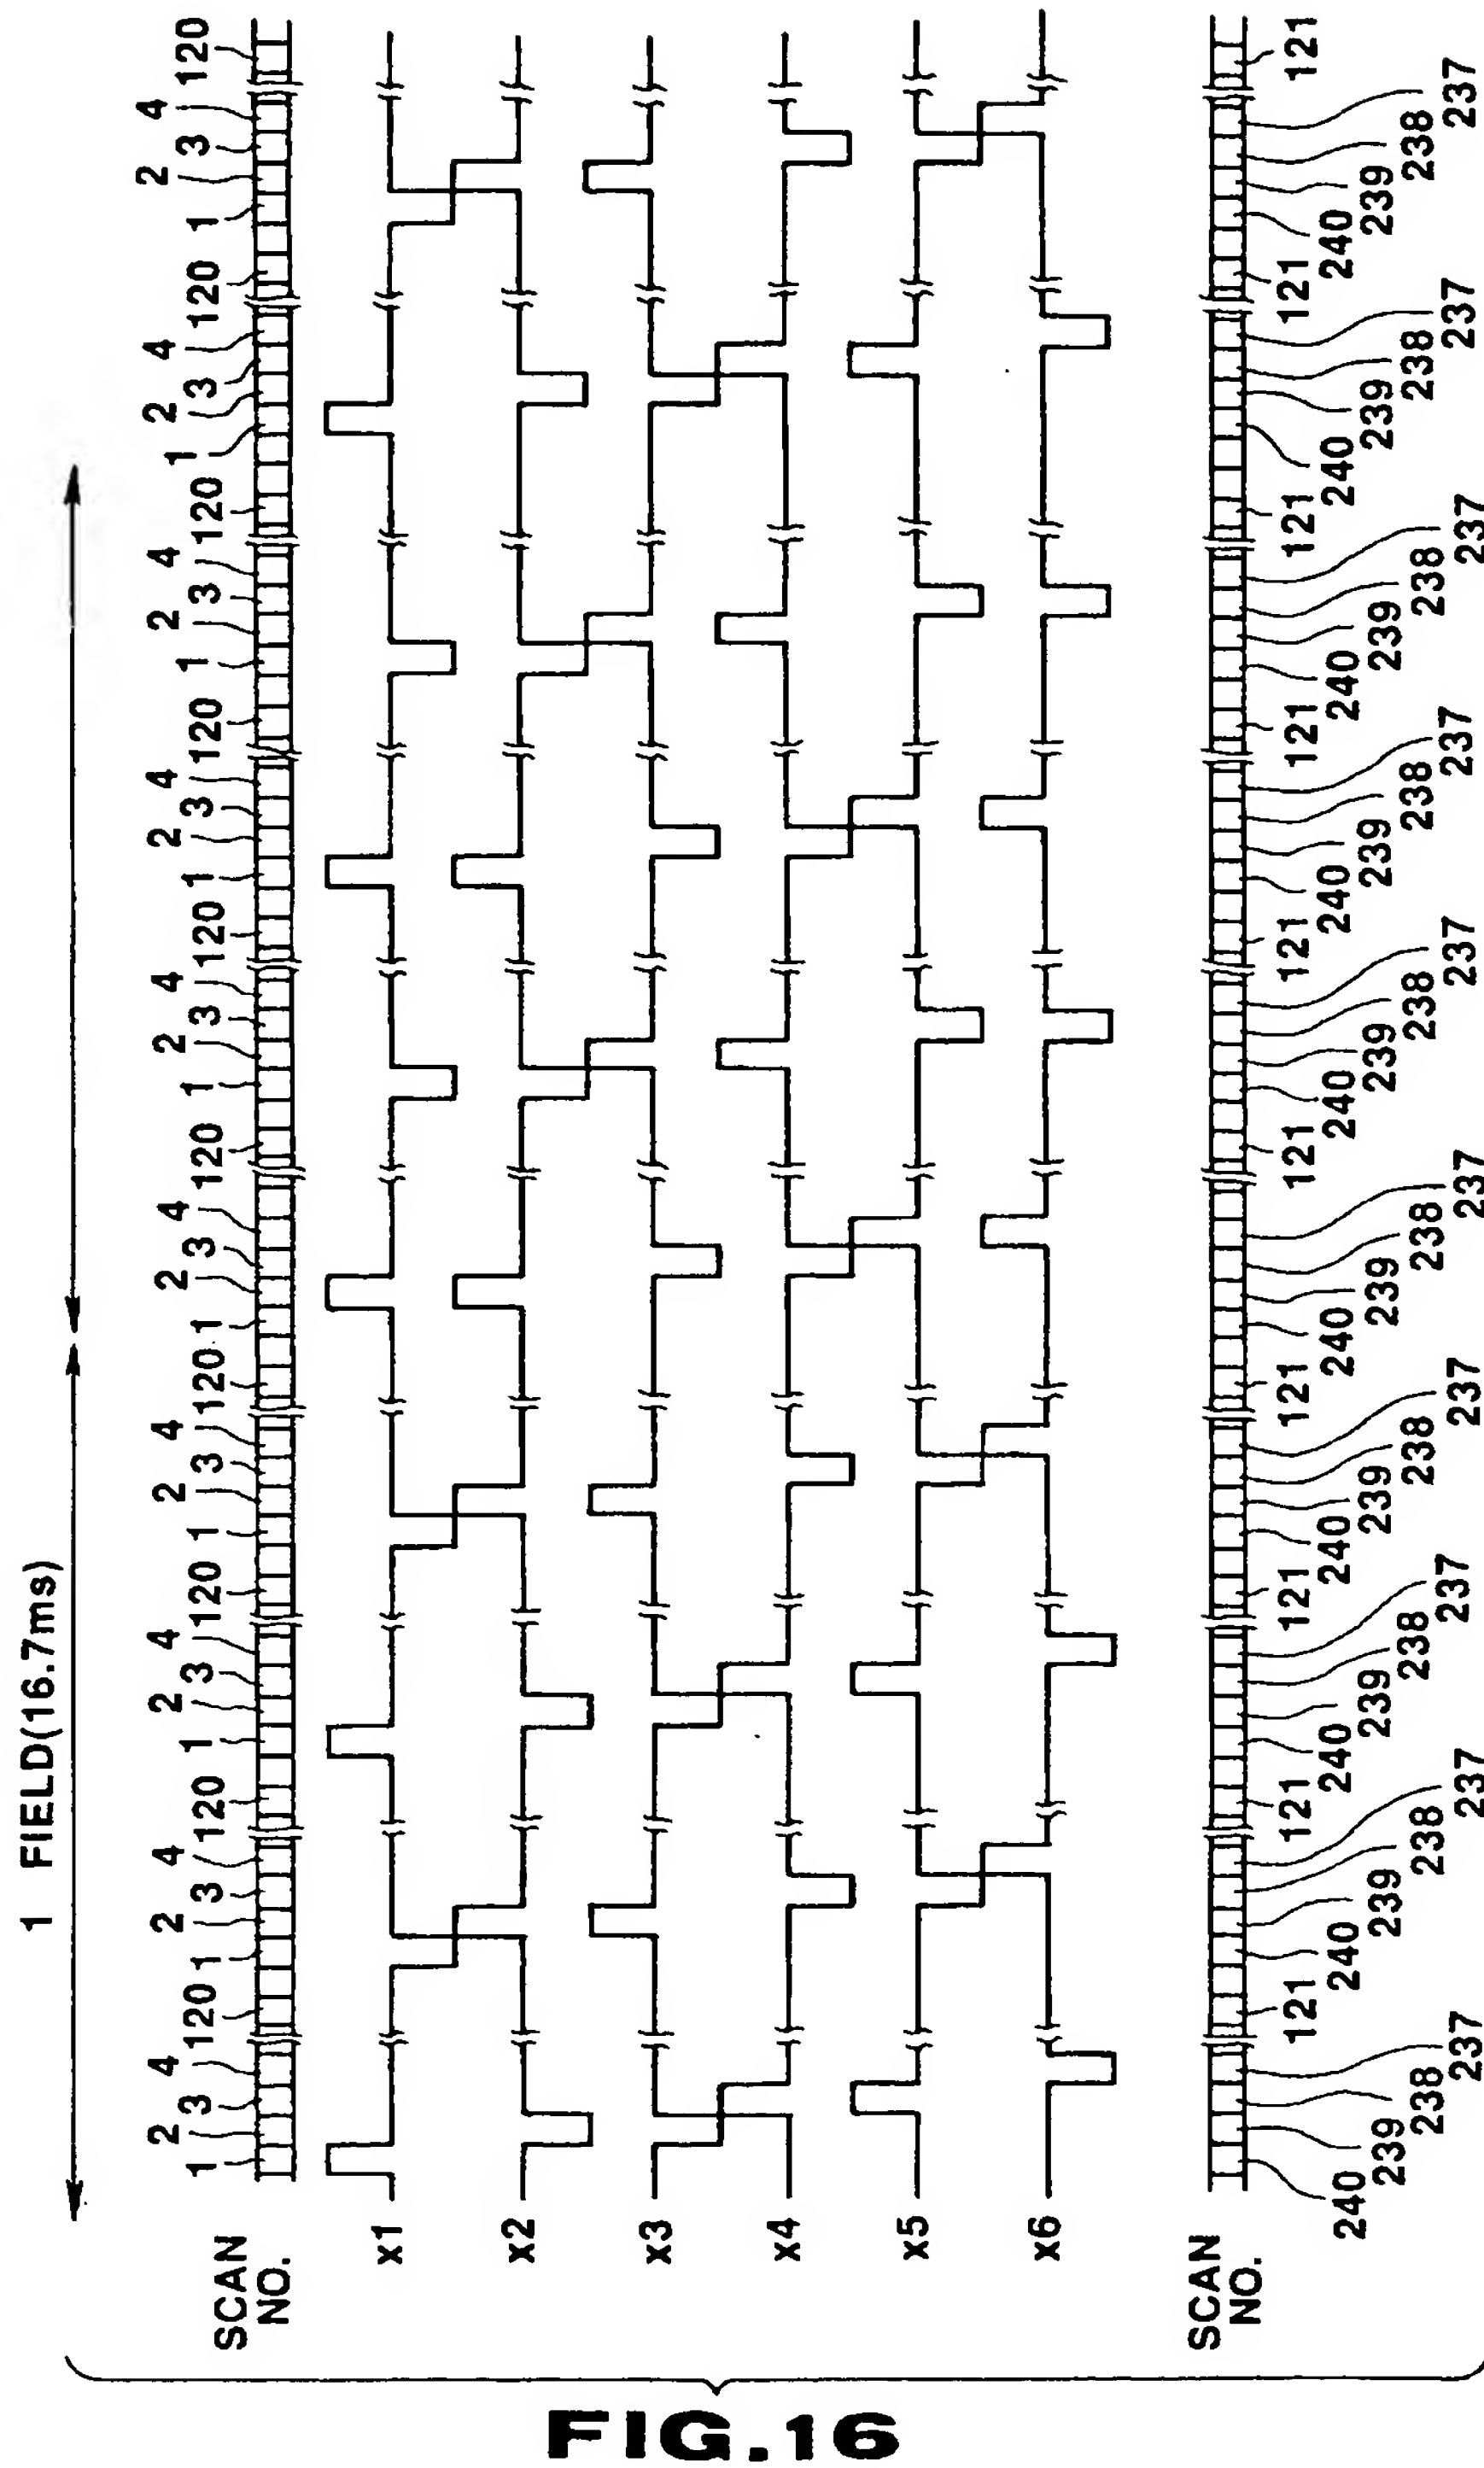 1 FIELD(16.7ms)
SCAN NO. 1 2 3 4 120 1 2 3 4 120 1 2 3 4 120 1 2 3 4 120 1 2 3 4 120 1 2 3 4 120 1 2 3 4 120 1 2 3 4 120 1 2 3 4 120 1 2 3 4 120
x1
x2
x3
x4
x5
x6
SCAN NO. 240 239 238 237 121 240 239 238 237 121 240 239 238 237 121 240 239 238 237 121 240 239 238 237 121 240 239 238 237 121 240 239 238 237 121 240 239 238 237 121 240 239 238 237 121 240 239 238 237 121
FIG.16